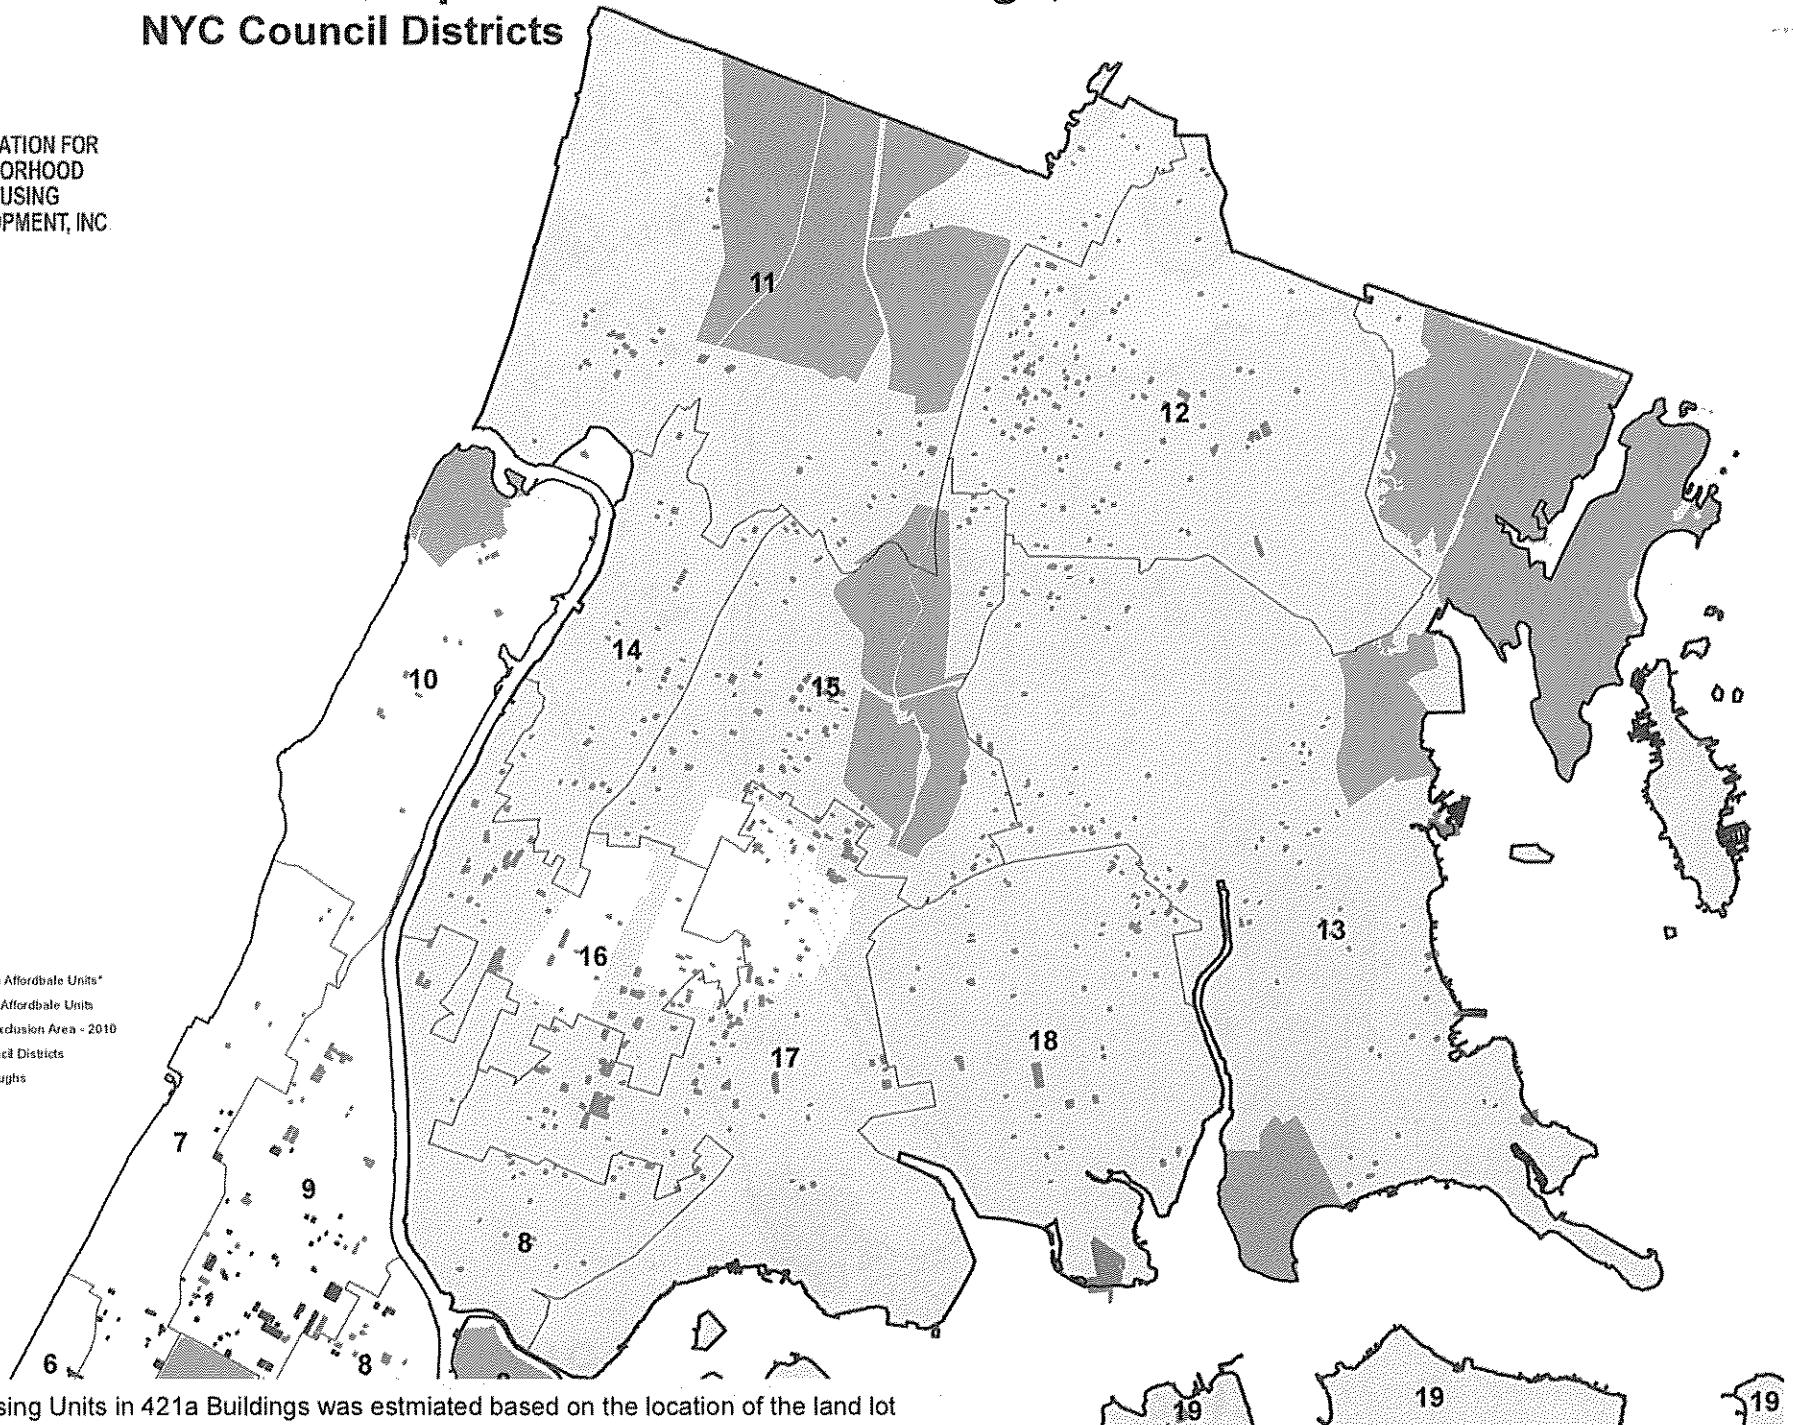 NYC Council Districts
ATION FOR
ORHOOD
USING
PMENT, INC
11
12
14
10
15
16
13
18
17
7
9
8
6
8
19
19
19
Affordbale Units*
Affordbale Units
xclusion Area - 2010
cil Districts
ughs
sing Units in 421a Buildings was estmiated based on the location of the land lot